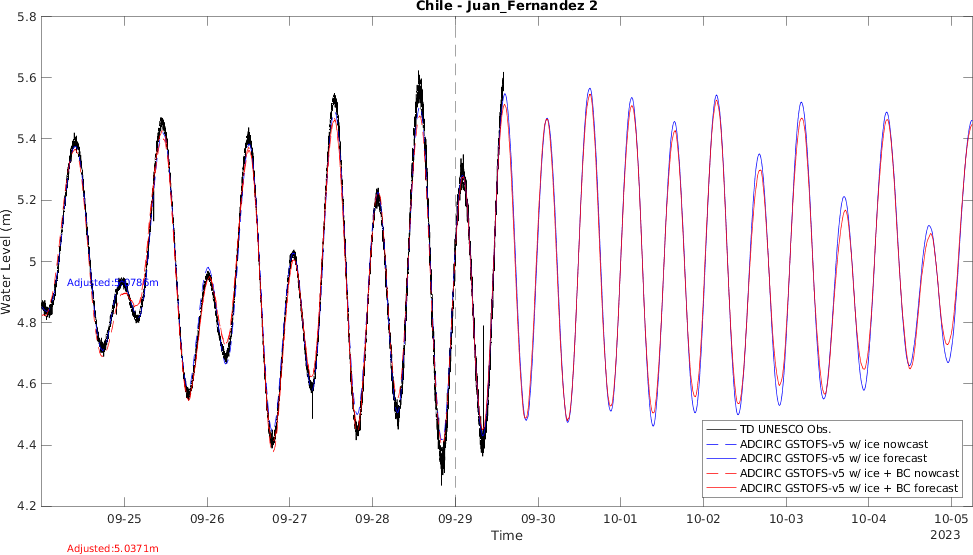 Chile - Juan_Fernandez 2
5.8
5.6
5.4
5.2
5
4.8
4.6
4.4
4.2
Water Level (m)
Adjusted:5.0786m
TD UNESCO Obs.
ADCIRC GSTOFS-v5 w/ ice nowcast
ADCIRC GSTOFS-v5 w/ ice forecast
ADCIRC GSTOFS-v5 w/ ice + BC nowcast
ADCIRC GSTOFS-v5 w/ ice + BC forecast
09-25 09-26 09-27 09-28 09-29 09-30 10-01 10-02 10-03 10-04 10-05
Time
2023
Adjusted:5.0371m